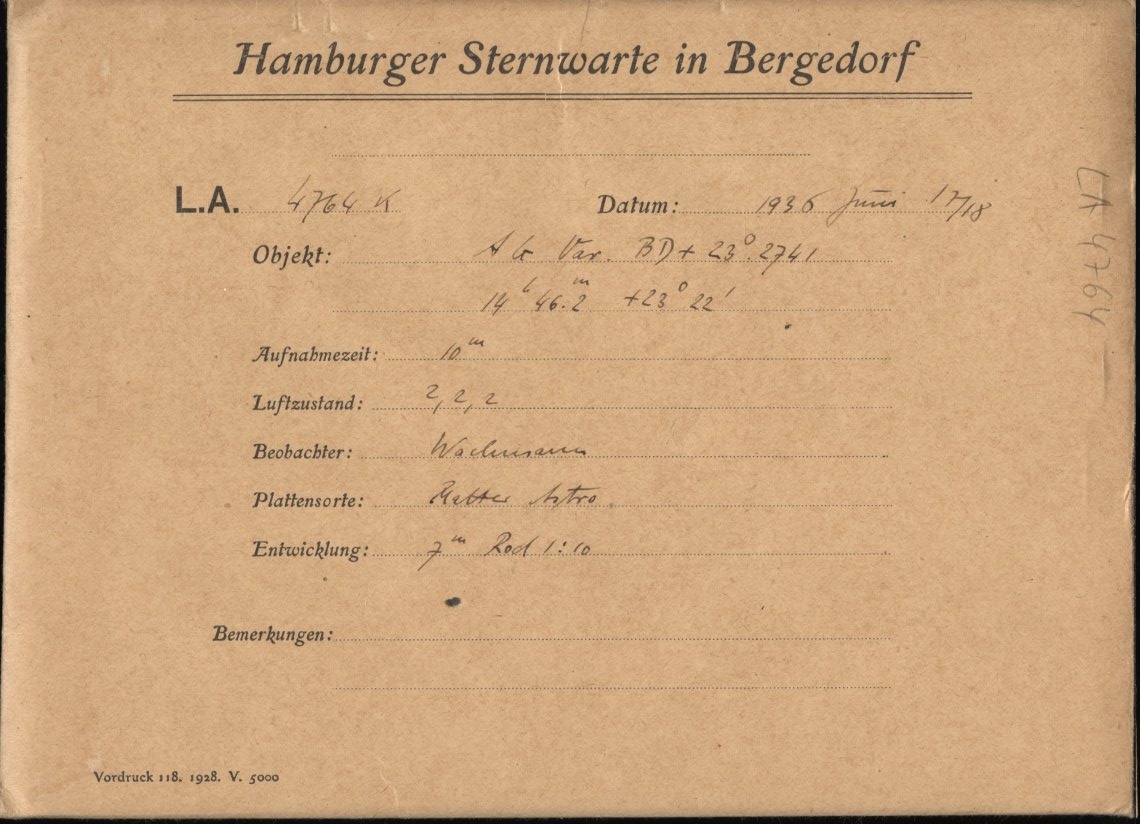 Hamburger Sternwarte in Bergedorf
L.A. 4764 K Datum: 1936 Juni 17/18
Objekt: AG Var. BD + 23° 2741
14ʰ 46.2ᵐ +23° 22'
Aufnahmezeit: 10ᵐ
Luftzustand: 2, 2, 2
Beobachter: Wachmann
Plattensorte: Astro
Entwicklung: 7ᵐ Rod 1:10
Bemerkungen:
Vordruck 118. 1928. V. 5000
LA 4764